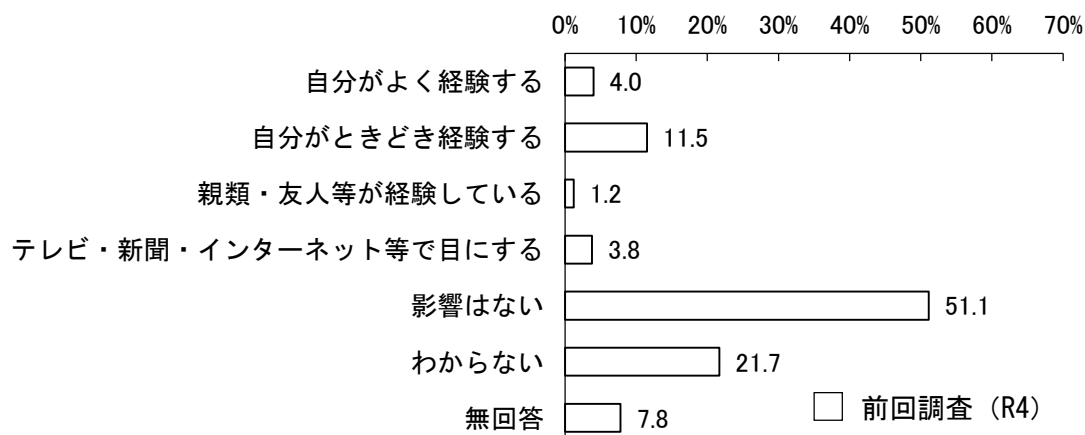 0% 10% 20% 30% 40% 50% 60% 70%
自分がよく経験する 4.0
自分がときどき経験する 11.5
親類・友人等が経験している 1.2
テレビ・新聞・インターネット等で目にする 3.8
影響はない 51.1
わからない 21.7
無回答 7.8
前回調査（R4）